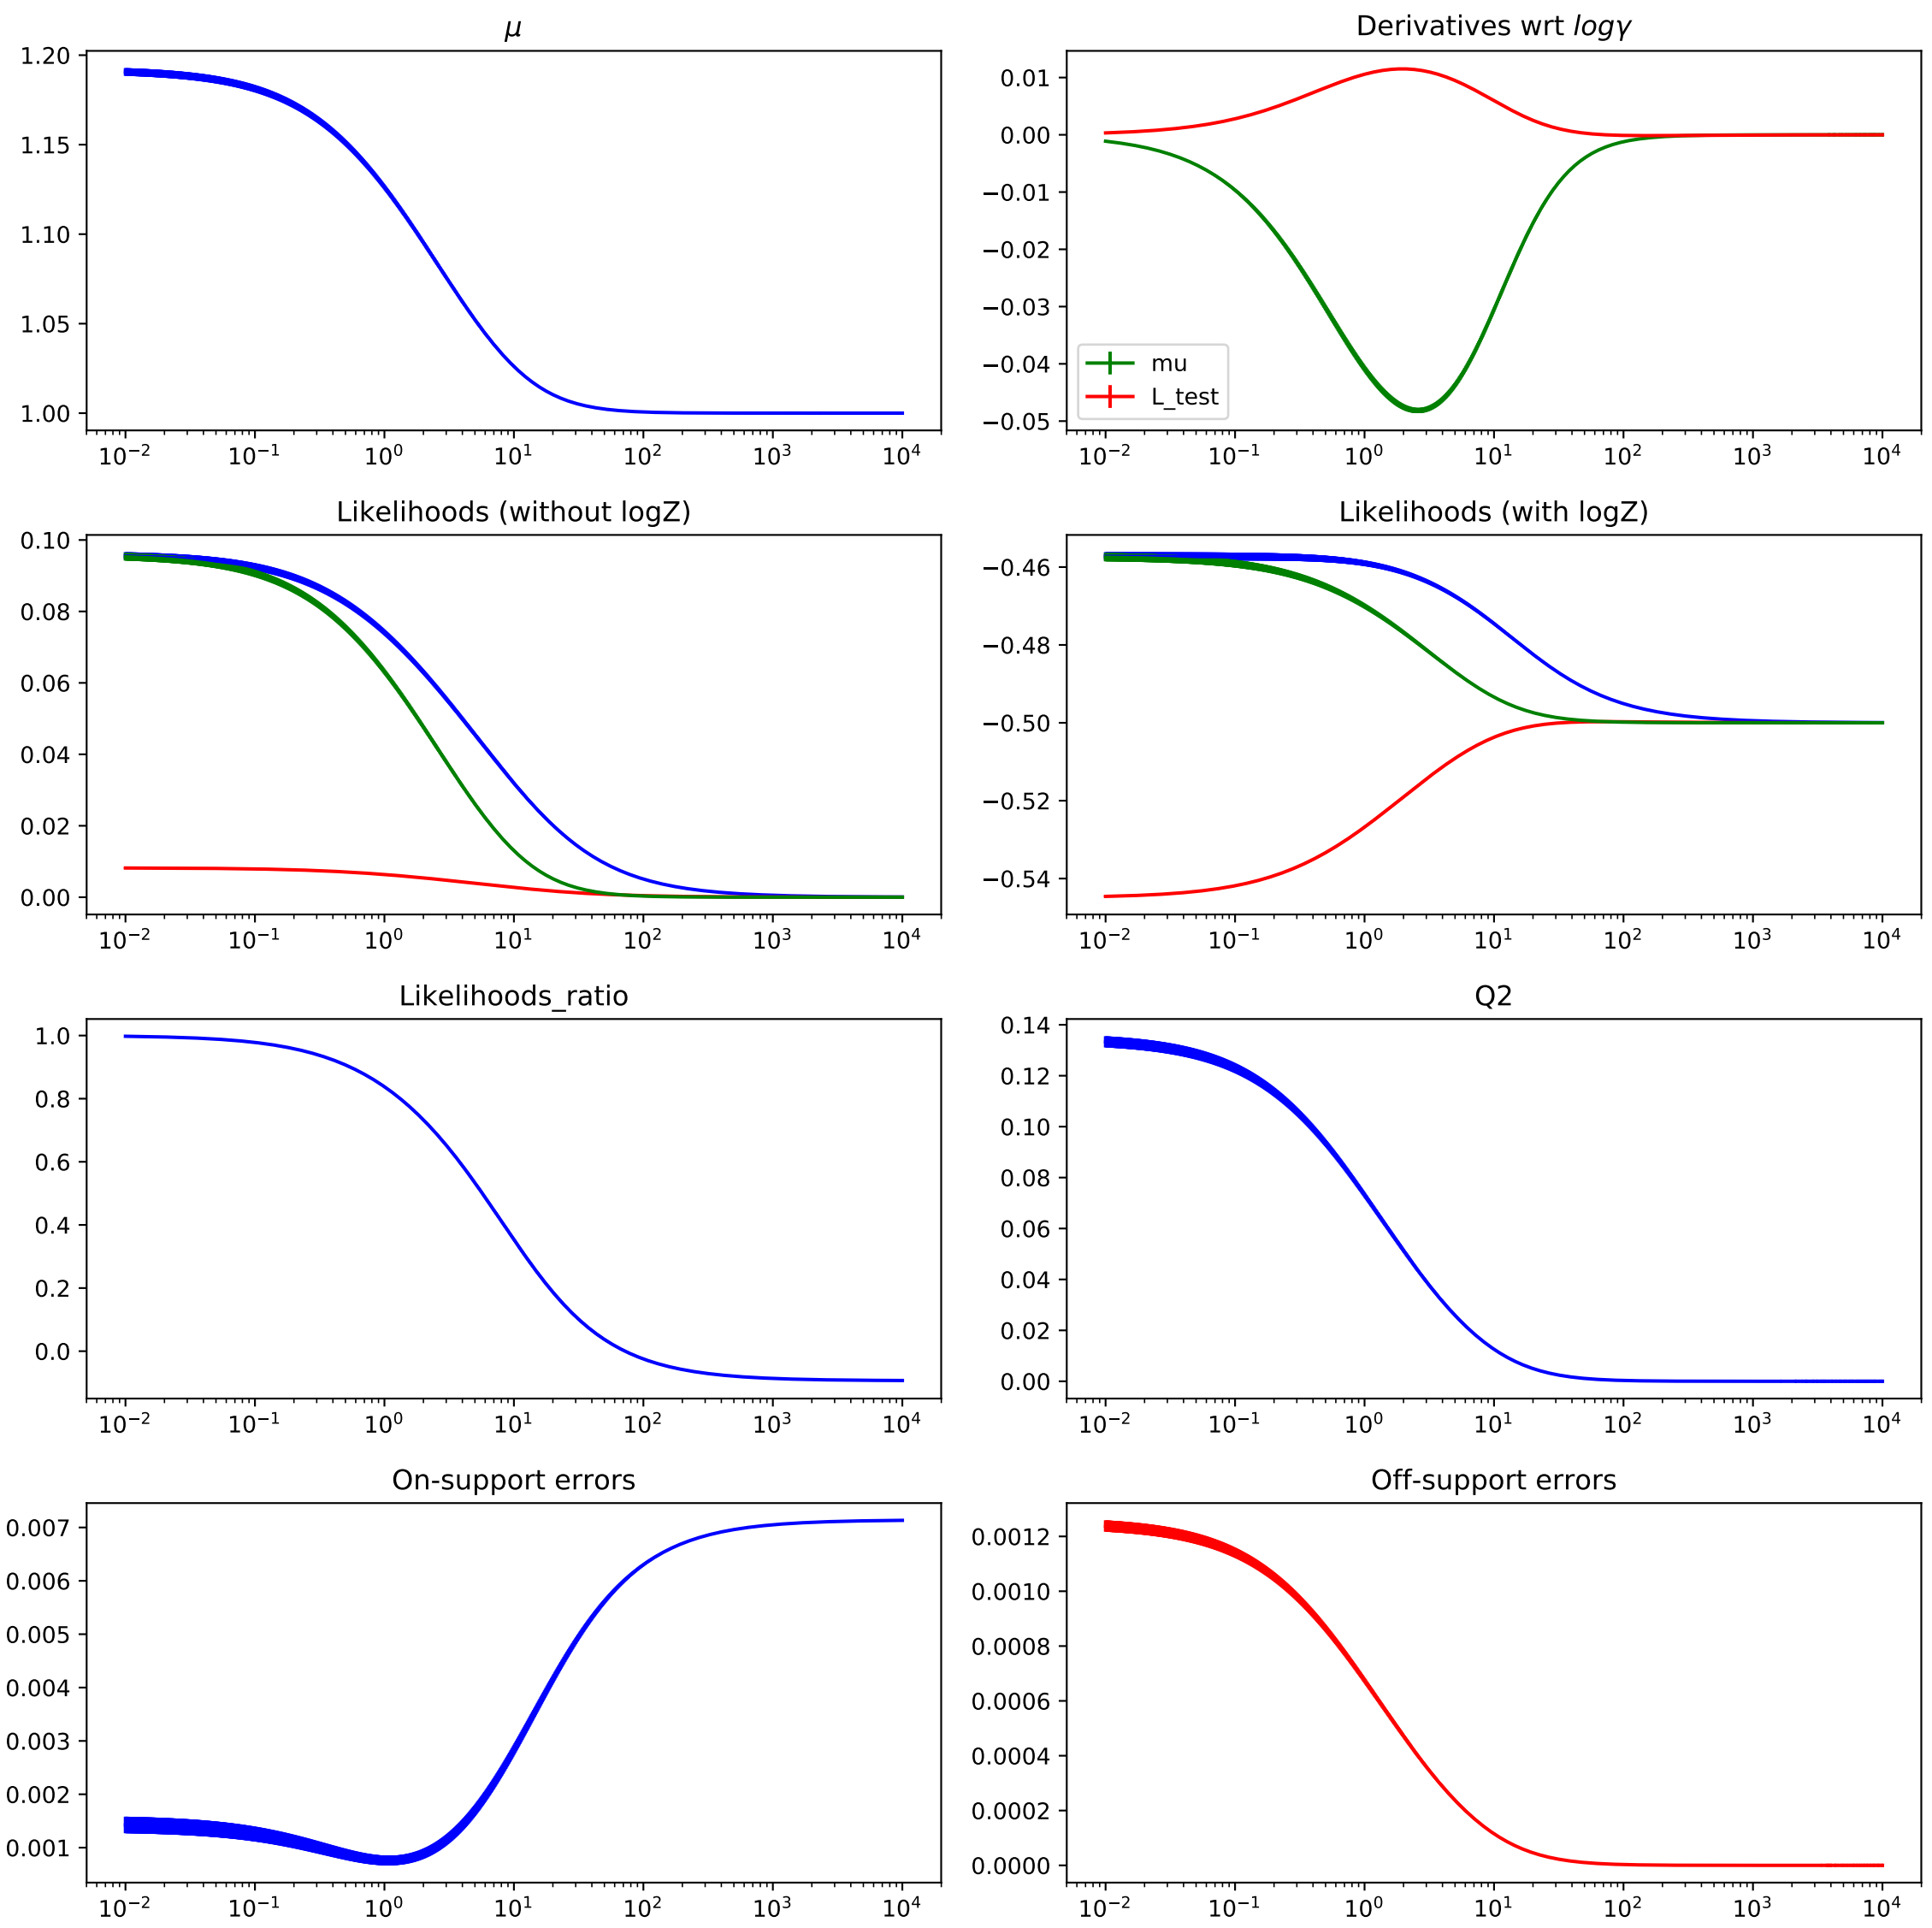 μ
1.20
1.15
1.10
1.05
1.00
10⁻² 10⁻¹ 10⁰ 10¹ 10² 10³ 10⁴
Derivatives wrt logγ
0.01
0.00
−0.01
−0.02
−0.03
−0.04
−0.05
mu
L_test
10⁻² 10⁻¹ 10⁰ 10¹ 10² 10³ 10⁴
Likelihoods (without logZ)
0.10
0.08
0.06
0.04
0.02
0.00
10⁻² 10⁻¹ 10⁰ 10¹ 10² 10³ 10⁴
Likelihoods (with logZ)
−0.46
−0.48
−0.50
−0.52
−0.54
10⁻² 10⁻¹ 10⁰ 10¹ 10² 10³ 10⁴
Likelihoods_ratio
1.0
0.8
0.6
0.4
0.2
0.0
10⁻² 10⁻¹ 10⁰ 10¹ 10² 10³ 10⁴
Q2
0.14
0.12
0.10
0.08
0.06
0.04
0.02
0.00
10⁻² 10⁻¹ 10⁰ 10¹ 10² 10³ 10⁴
On-support errors
0.007
0.006
0.005
0.004
0.003
0.002
0.001
10⁻² 10⁻¹ 10⁰ 10¹ 10² 10³ 10⁴
Off-support errors
0.0012
0.0010
0.0008
0.0006
0.0004
0.0002
0.0000
10⁻² 10⁻¹ 10⁰ 10¹ 10² 10³ 10⁴